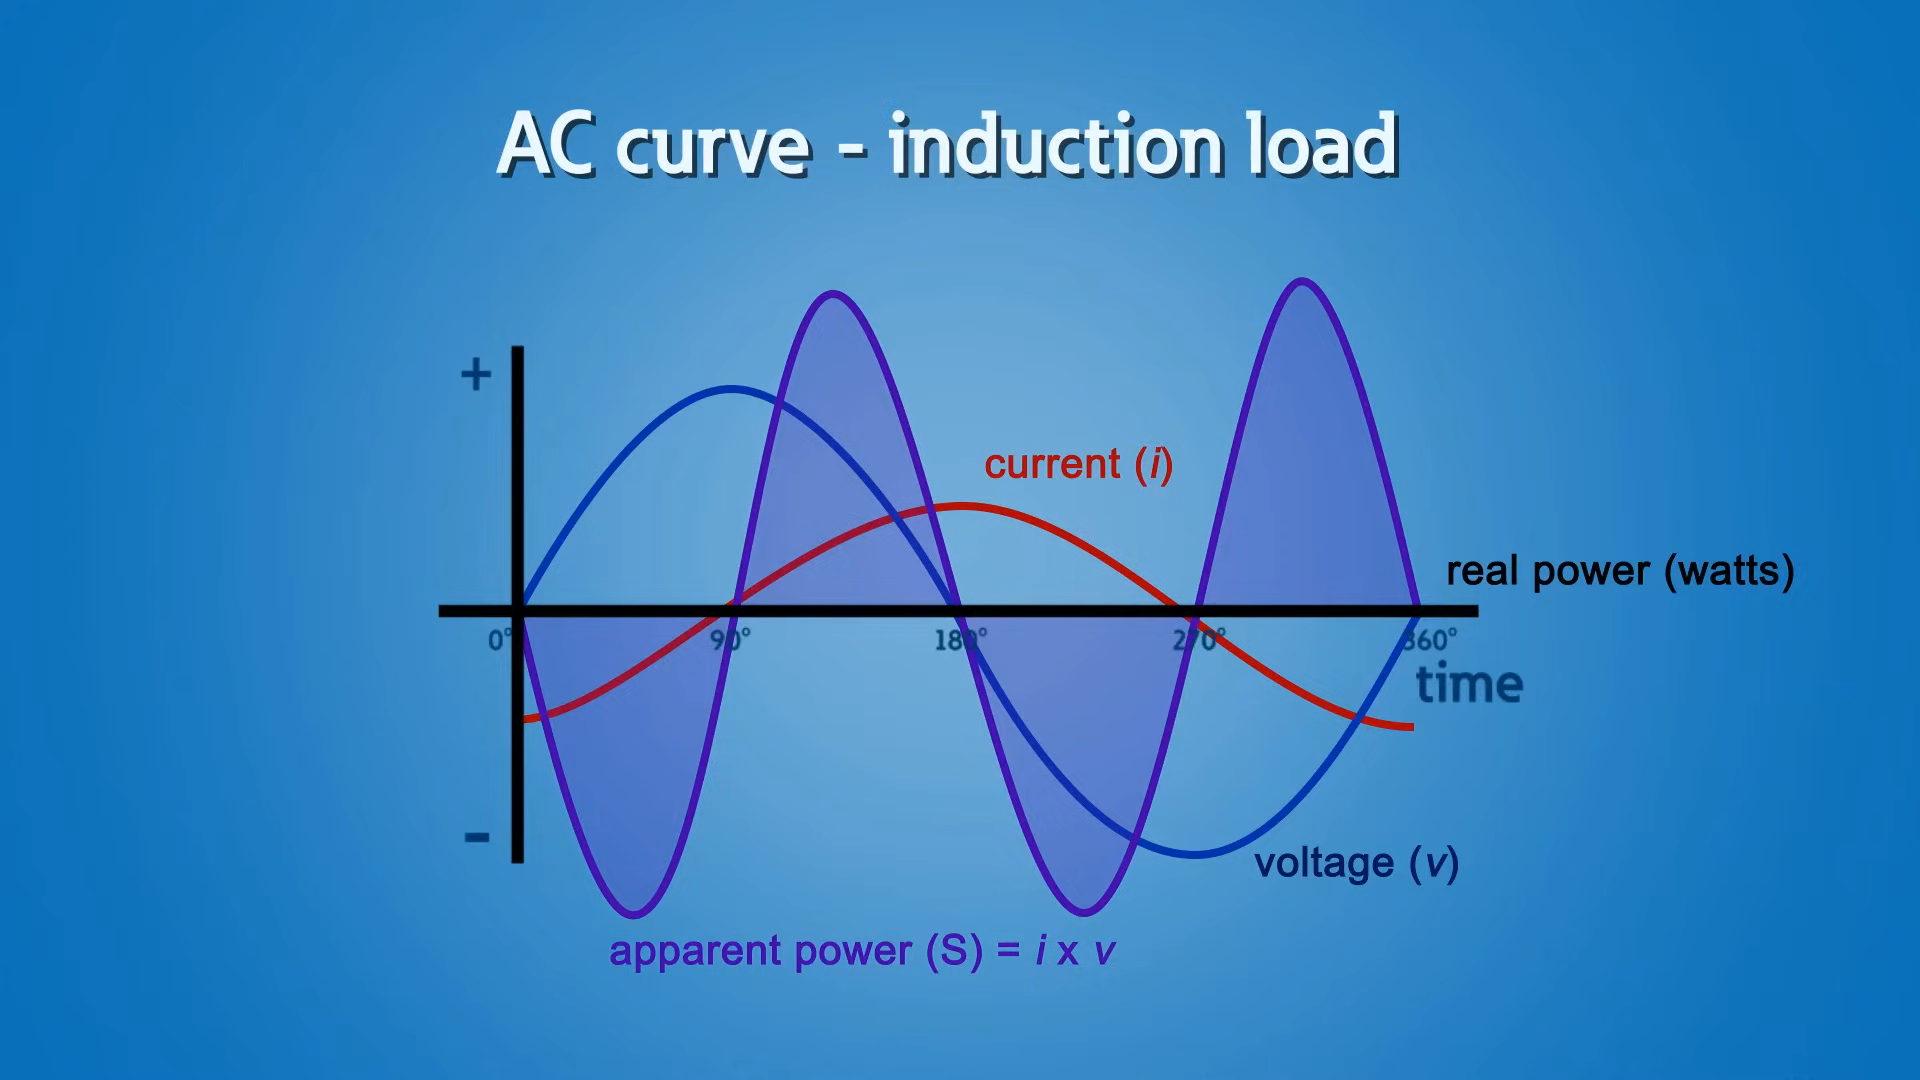 AC curve - induction load
+
current (i)
real power (watts)
0° 90° 180° 270° 360°
time
-
voltage (v)
apparent power (S) = i x v